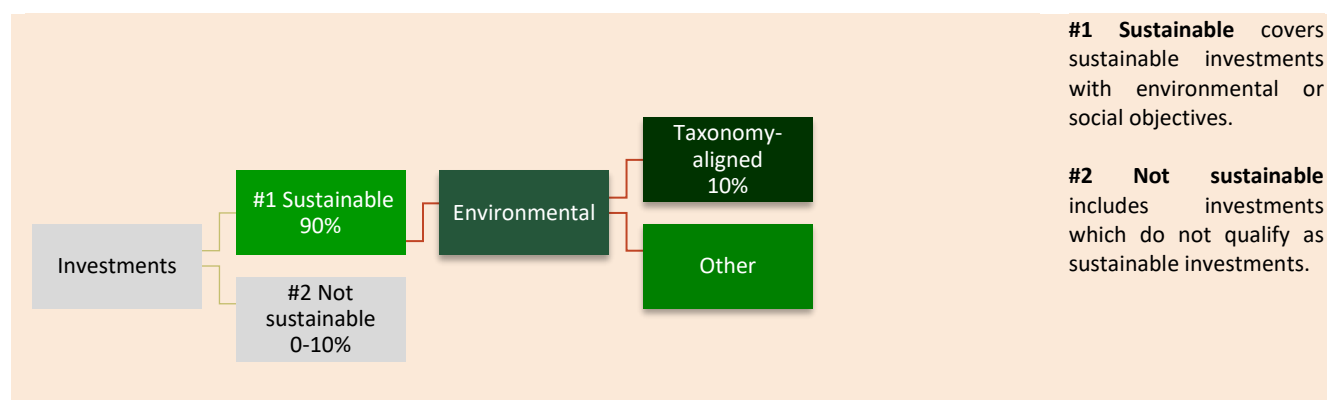 Investments
#1 Sustainable
90%
#2 Not
sustainable
0-10%
Environmental
Taxonomy-
aligned
10%
Other
#1 Sustainable covers
sustainable investments
with environmental or
social objectives.
#2 Not sustainable
includes investments
which do not qualify as
sustainable investments.